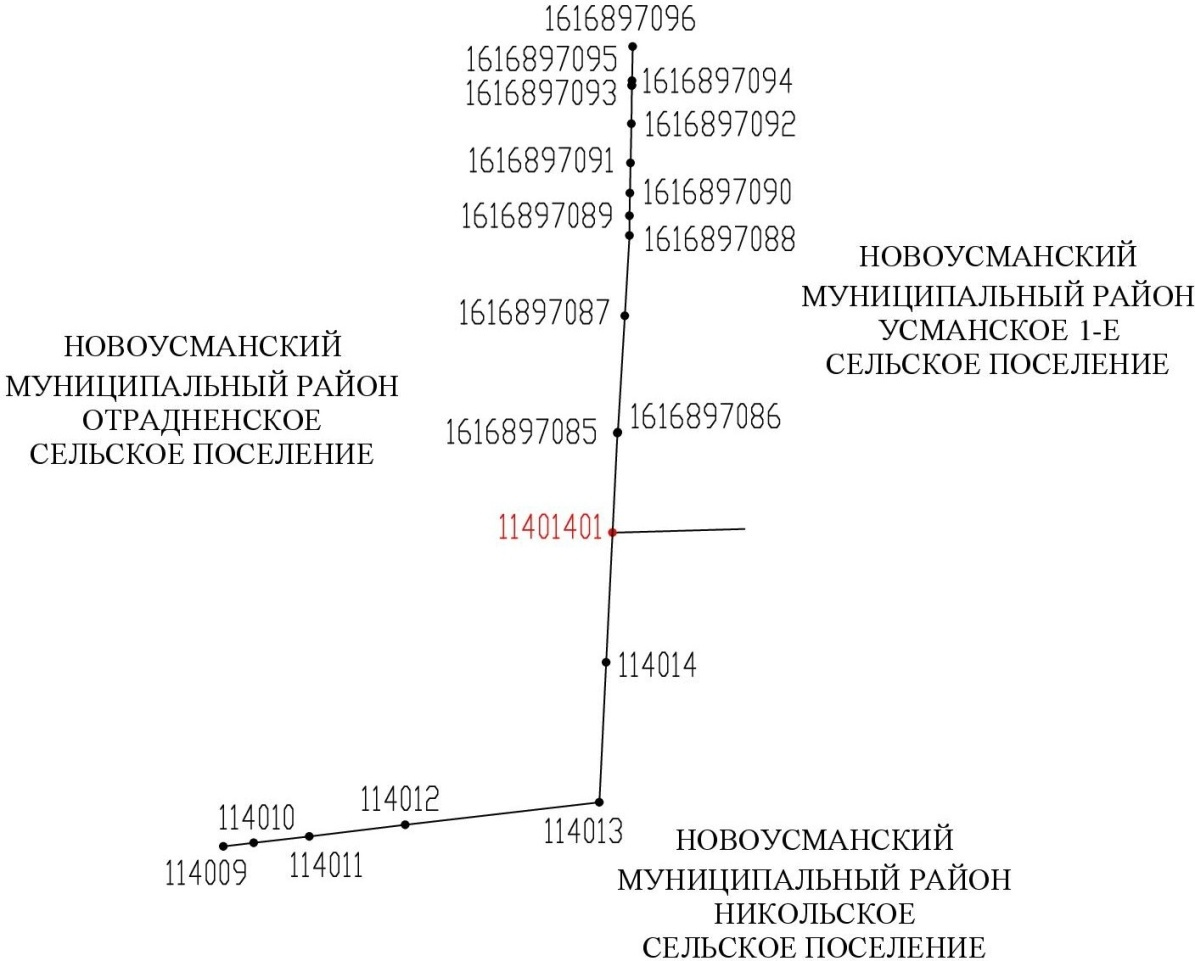 1616897096
1616897095
1616897094
1616897093
1616897092
1616897091
1616897090
1616897089
1616897088
НОВОУСМАНСКИЙ
МУНИЦИПАЛЬНЫЙ РАЙОН
УСМАНСКОЕ 1-Е
СЕЛЬСКОЕ ПОСЕЛЕНИЕ
1616897087
НОВОУСМАНСКИЙ
МУНИЦИПАЛЬНЫЙ РАЙОН
ОТРАДНЕНСКОЕ
СЕЛЬСКОЕ ПОСЕЛЕНИЕ
1616897086
1616897085
11401401
114014
114012
114010
114013
114011
114009
НОВОУСМАНСКИЙ
МУНИЦИПАЛЬНЫЙ РАЙОН
НИКОЛЬСКОЕ
СЕЛЬСКОЕ ПОСЕЛЕНИЕ